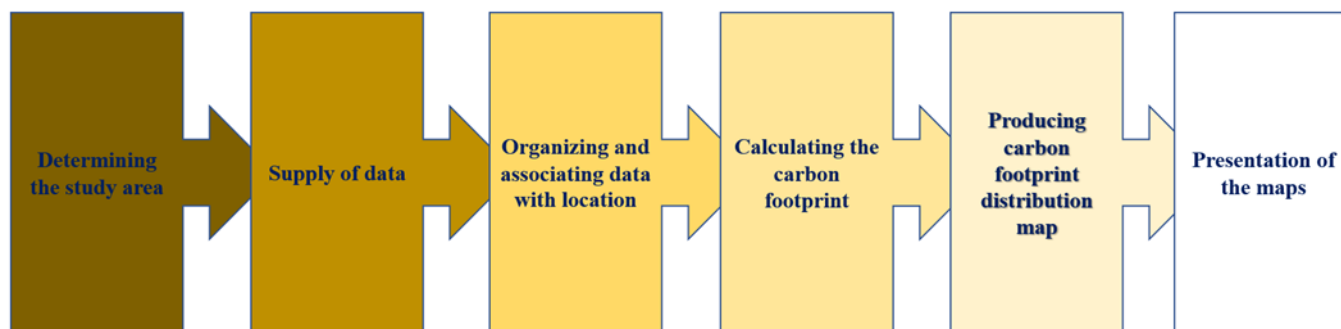 Determining
the study area
Supply of data
Organizing and
associating data
with location
Calculating the
carbon
footprint
Producing
carbon
footprint
distribution
map
Presentation of
the maps